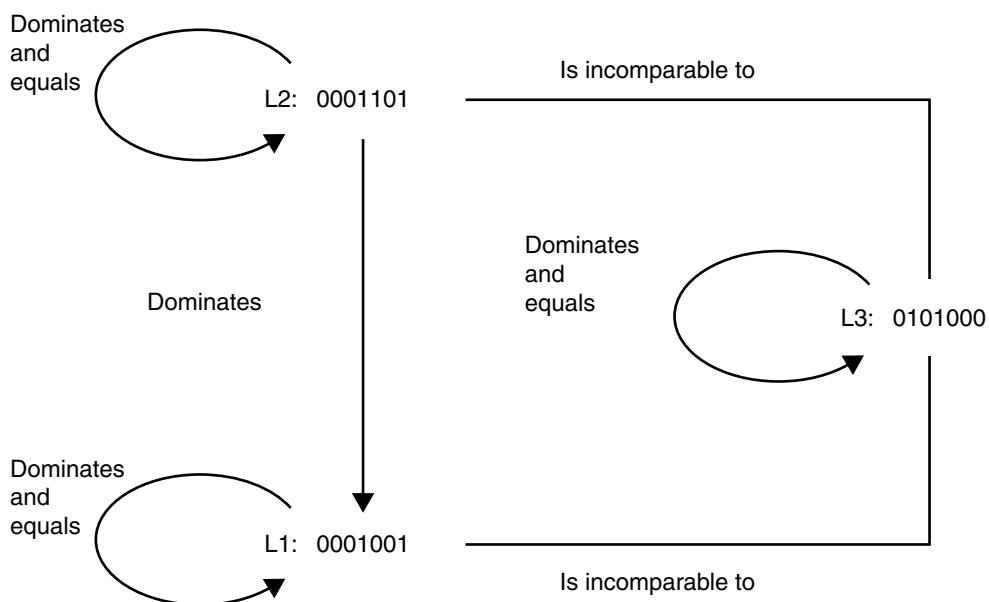 Dominates
and
equals
L2: 0001101
Is incomparable to
Dominates
Dominates
and
equals
L3: 0101000
Dominates
and
equals
L1: 0001001
Is incomparable to